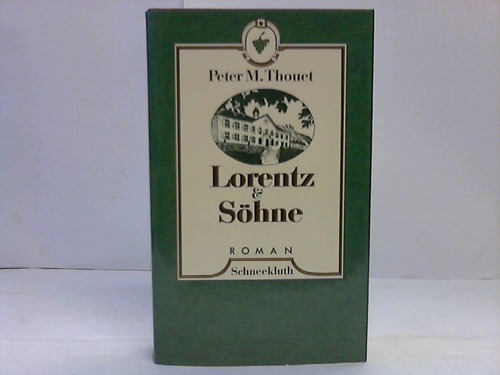 Peter M. Thouet
Lorentz
&
Söhne
ROMAN
Schneekluth